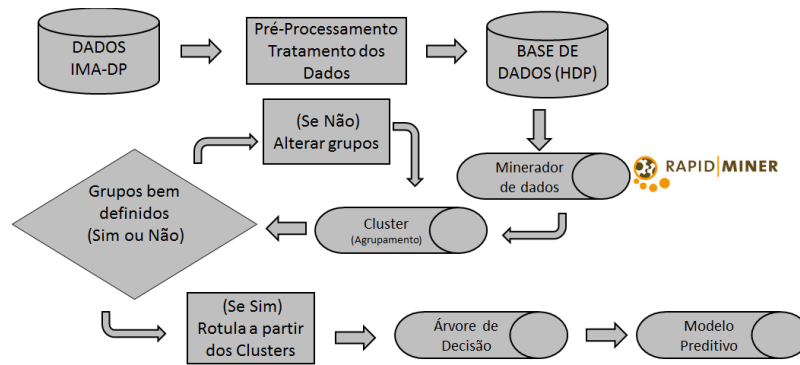 DADOS
IMA-DP
Pré-Processamento
Tratamento dos
Dados
BASE DE
DADOS (HDP)
(Se Não)
Alterar grupos
Minerador
de dados
RAPID|MINER
Grupos bem
definidos
(Sim ou Não)
Cluster
(Agrupamento)
(Se Sim)
Rotula a partir
dos Clusters
Árvore de
Decisão
Modelo
Preditivo